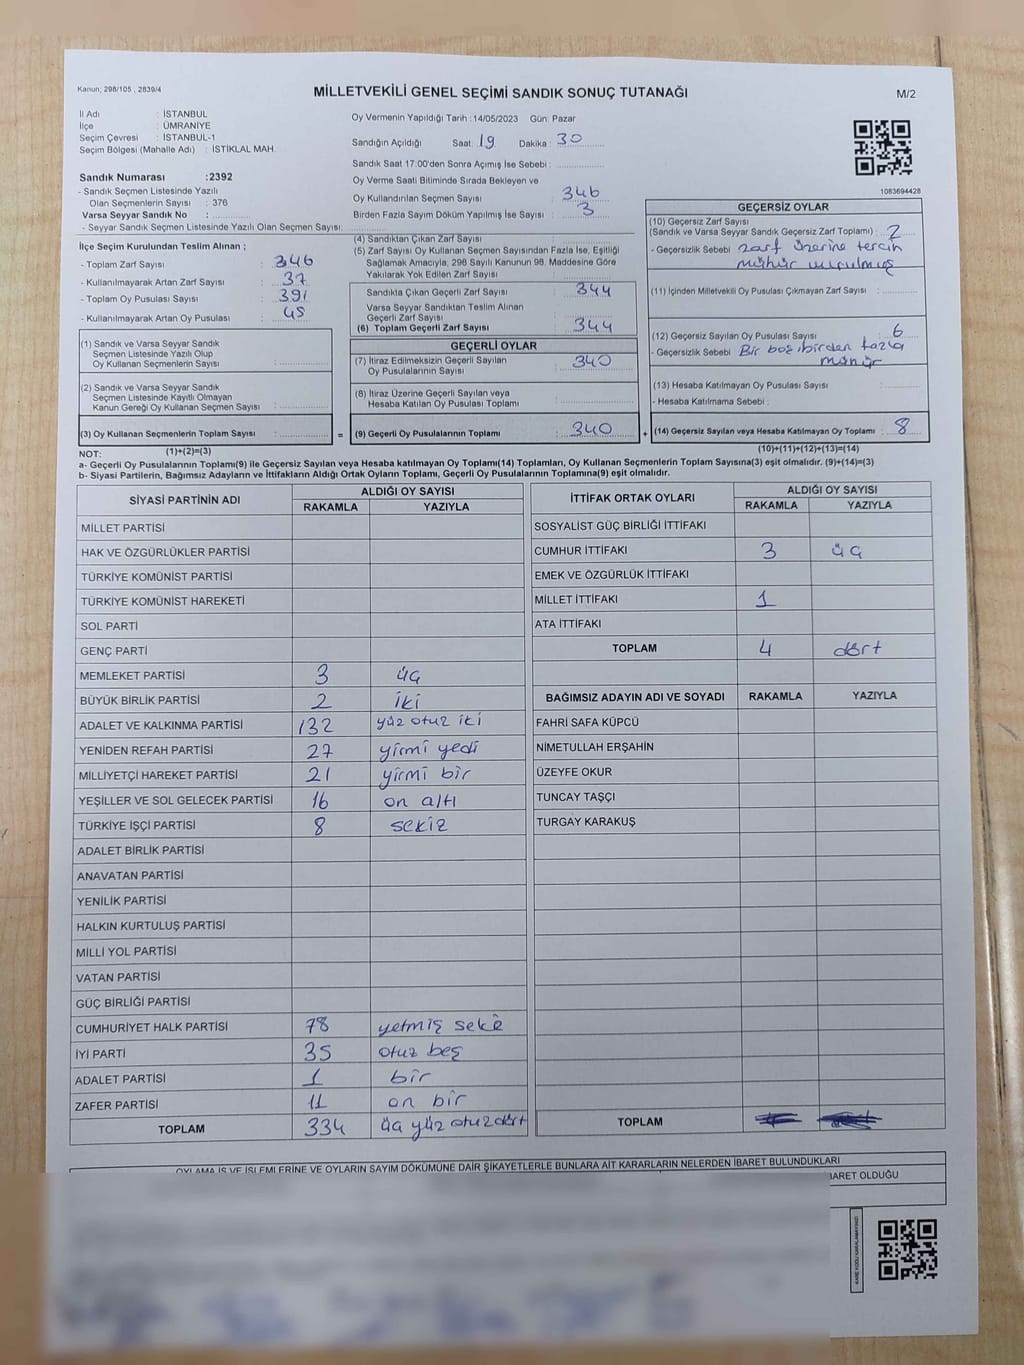 Kanun; 298/105 , 2839/4
MİLLETVEKİLİ GENEL SEÇİMİ SANDIK SONUÇ TUTANAĞI
M/2
İl Adı : İSTANBUL
İlçe : ÜMRANİYE
Seçim Çevresi : İSTANBUL-1
Seçim Bölgesi (Mahalle Adı) : İSTİKLAL MAH.
Sandık Numarası :2392
- Sandık Seçmen Listesinde Yazılı
Olan Seçmenlerin Sayısı : 376
Varsa Seyyar Sandık No :
- Seyyar Sandık Seçmen Listesinde Yazılı Olan Seçmen Sayısı:
Oy Vermenin Yapıldığı Tarih :14/05/2023 Gün: Pazar
Sandığın Açıldığı Saat: 19 Dakika : 30
Sandık Saat 17:00'den Sonra Açımış İse Sebebi :
Oy Verme Saati Bitiminde Sırada Bekleyen ve
Oy Kullandırılan Seçmen Sayısı : 346
Birden Fazla Sayım Döküm Yapılmış İse Sayısı : 3
1083694428
İlçe Seçim Kurulundan Teslim Alınan ;
- Toplam Zarf Sayısı : 346
- Kullanılmayarak Artan Zarf Sayısı : 37
- Toplam Oy Pusulası Sayısı : 391
- Kullanılmayarak Artan Oy Pusulası : 45
(1) Sandık ve Varsa Seyyar Sandık
Seçmen Listesinde Yazılı Olup
Oy Kullanan Seçmenlerin Sayısı :
(2) Sandık ve Varsa Seyyar Sandık
Seçmen Listesinde Kayıtlı Olmayan
Kanun Gereği Oy Kullanan Seçmen Sayısı :
(3) Oy Kullanan Seçmenlerin Toplam Sayısı :
(1)+(2)=(3)
(4) Sandıktan Çıkan Zarf Sayısı :
(5) Zarf Sayısı Oy Kullanan Seçmen Sayısından Fazla İse, Eşitliği
Sağlamak Amacıyla, 298 Sayılı Kanunun 98. Maddesine Göre
Yakılarak Yok Edilen Zarf Sayısı :
Sandıkta Çıkan Geçerli Zarf Sayısı : 344
Varsa Seyyar Sandıktan Teslim Alınan
Geçerli Zarf Sayısı :
(6) Toplam Geçerli Zarf Sayısı : 344
GEÇERLİ OYLAR
(7) İtiraz Edilmeksizin Geçerli Sayılan
Oy Pusulalarının Sayısı : 340
(8) İtiraz Üzerine Geçerli Sayılan veya
Hesaba Katılan Oy Pusulası Toplamı :
= (9) Geçerli Oy Pusulalarının Toplamı : 340
GEÇERSİZ OYLAR
(10) Geçersiz Zarf Sayısı
(Sandık ve Varsa Seyyar Sandık Geçersiz Zarf Toplamı) : 2
- Geçersizlik Sebebi : zarf üzerine tercih
mühür vurulmuş
(11) İçinden Milletvekili Oy Pusulası Çıkmayan Zarf Sayısı :
(12) Geçersiz Sayılan Oy Pusulası Sayısı : 6
- Geçersizlik Sebebi : Bir boş, birden fazla
mühür
(13) Hesaba Katılmayan Oy Pusulası Sayısı :
- Hesaba Katılmama Sebebi :
+ (14) Geçersiz Sayılan veya Hesaba Katılmayan Oy Toplamı : 8
(10)+(11)+(12)+(13)=(14)
NOT:
a- Geçerli Oy Pusulalarının Toplamı(9) ile Geçersiz Sayılan veya Hesaba katılmayan Oy Toplamı(14) Toplamları, Oy Kullanan Seçmenlerin Toplam Sayısına(3) eşit olmalıdır. (9)+(14)=(3)
b- Siyasi Partilerin, Bağımsız Adayların ve İttifakların Aldığı Ortak Oyların Toplamı, Geçerli Oy Pusulalarının Toplamına(9) eşit olmalıdır.
SİYASİ PARTİNİN ADI ALDIĞI OY SAYISI
RAKAMLA YAZIYLA
MİLLET PARTİSİ
HAK VE ÖZGÜRLÜKLER PARTİSİ
TÜRKİYE KOMÜNİST PARTİSİ
TÜRKİYE KOMÜNİST HAREKETİ
SOL PARTİ
GENÇ PARTİ
MEMLEKET PARTİSİ 3 üç
BÜYÜK BİRLİK PARTİSİ 2 iki
ADALET VE KALKINMA PARTİSİ 132 yüz otuz iki
YENİDEN REFAH PARTİSİ 27 yirmi yedi
MİLLİYETÇİ HAREKET PARTİSİ 21 yirmi bir
YEŞİLLER VE SOL GELECEK PARTİSİ 16 on altı
TÜRKİYE İŞÇİ PARTİSİ 8 sekiz
ADALET BİRLİK PARTİSİ
ANAVATAN PARTİSİ
YENİLİK PARTİSİ
HALKIN KURTULUŞ PARTİSİ
MİLLİ YOL PARTİSİ
VATAN PARTİSİ
GÜÇ BİRLİĞİ PARTİSİ
CUMHURİYET HALK PARTİSİ 78 yetmiş
İYİ PARTİ 35 otuz beş
ADALET PARTİSİ 1 bir
ZAFER PARTİSİ 11 on bir
TOPLAM 334 üç yüz otuz dört
İTTİFAK ORTAK OYLARI ALDIĞI OY SAYISI
RAKAMLA YAZIYLA
SOSYALİST GÜÇ BİRLİĞİ İTTİFAKI
CUMHUR İTTİFAKI 3 üç
EMEK VE ÖZGÜRLÜK İTTİFAKI
MİLLET İTTİFAKI 1
ATA İTTİFAKI
TOPLAM 4 dört
BAĞIMSIZ ADAYIN ADI VE SOYADI RAKAMLA YAZIYLA
FAHRİ SAFA KÜPCÜ
NİMETULLAH ERŞAHİN
ÜZEYFE OKUR
TUNCAY TAŞÇI
TURGAY KARAKUŞ
TOPLAM
OYLAMA İŞ VE İŞLEMLERİNE VE OYLARIN SAYIM DÖKÜMÜNE DAİR ŞİKAYETLERLE BUNLARA AİT KARARLARIN NELERDEN İBARET BULUNDUKLARI
İBARET OLDUĞU
KARE KODU KARALAMAYINIZ!